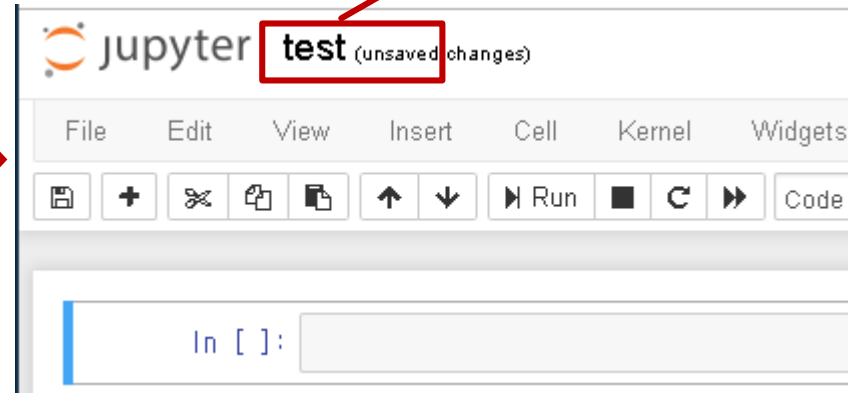 jupyter test (unsaved changes)
File Edit View Insert Cell Kernel Widgets
Run Code
In [ ]: